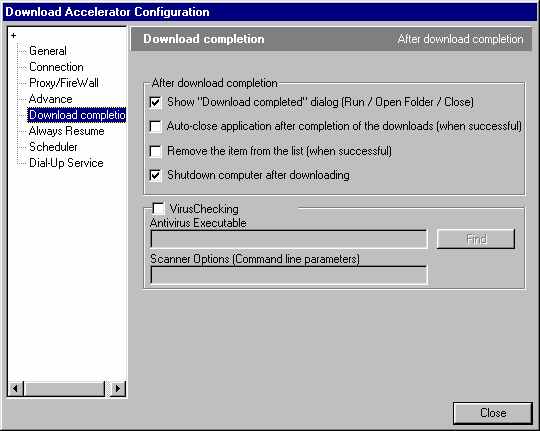 Download Accelerator Configuration
+
General
Connection
Proxy/FireWall
Advance
Download completio
Always Resume
Scheduler
Dial-Up Service
Download completion
After download completion
After download completion
Show "Download completed" dialog (Run / Open Folder / Close)
Auto-close application after completion of the downloads (when successful)
Remove the item from the list (when successful)
Shutdown computer after downloading
VirusChecking
Antivirus Executable
Find
Scanner Options (Command line parameters)
Close